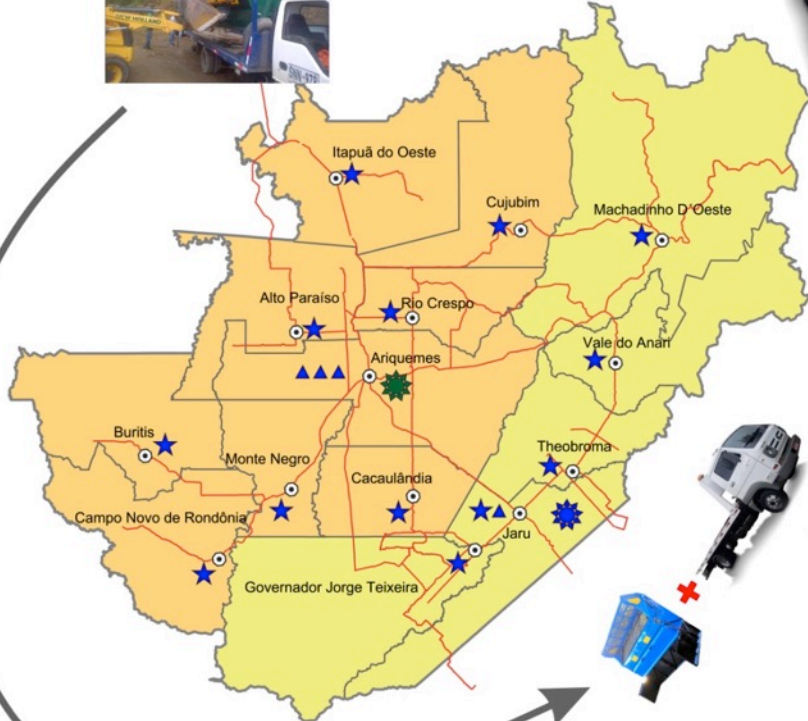 Itapuã do Oeste
Cujubim
Machadinho D'Oeste
Alto Paraíso
Rio Crespo
Vale do Anari
Ariquemes
Buritis
Theobroma
Monte Negro
Cacaulândia
Campo Novo de Rondônia
Jaru
Governador Jorge Teixeira